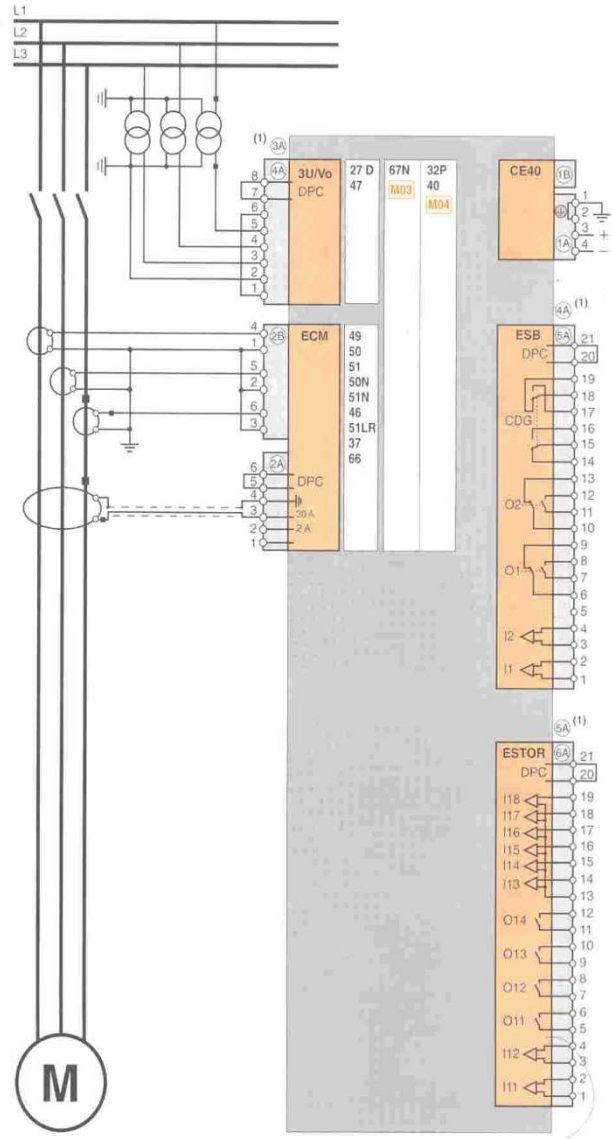 L1
L2
L3
(1) 3A
4A 3U/Vo
8 DPC
7
6
5
4
3
2
1
27 D
47
67N
M03
32P
40
M04
CE40
1B
1
2
3 +
1A 4 −
4 2B ECM
1
5
2
6
3
49
50
51
50N
51N
46
51LR
37
66
2A
6 DPC
5
4
3 30 A
2 2 A
1
4A (1)
ESB 5A
21
DPC 20
19
18
CDG 17
16
15
14
13
12
O2 11
10
9
8
O1 7
6
5
4
I2 3
2
I1 1
5A (1)
ESTOR 6A
21
DPC 20
I18 19
I17 18
I16 17
I15 16
I14 15
I13 14
13
O14 12
11
O13 10
9
O12 8
7
O11 6
5
I12 4
3
I11 2
1
M